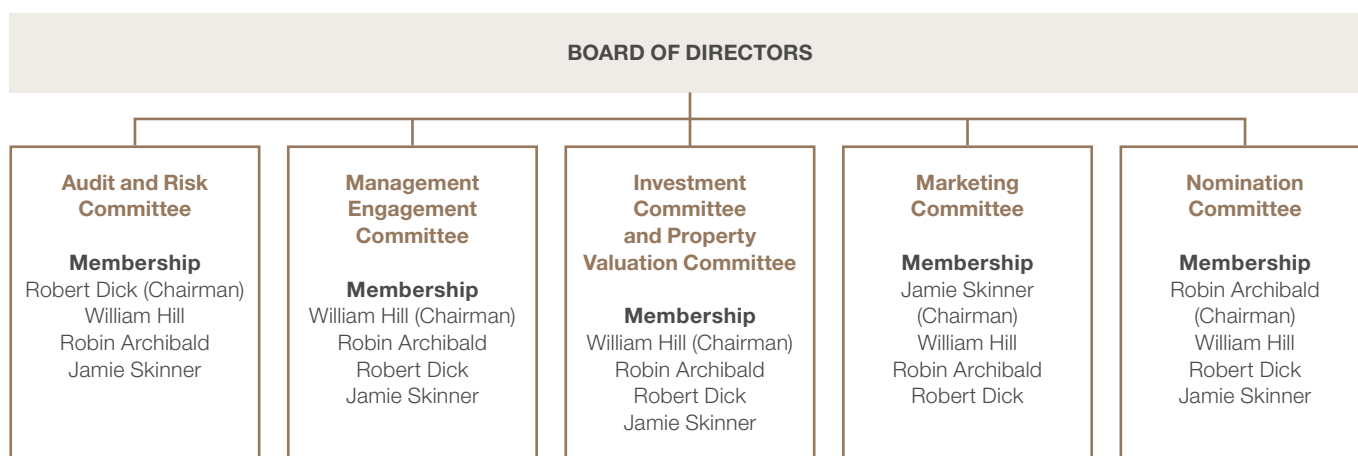 BOARD OF DIRECTORS
Audit and Risk
Committee
Membership
Robert Dick (Chairman)
William Hill
Robin Archibald
Jamie Skinner
Management
Engagement
Committee
Membership
William Hill (Chairman)
Robin Archibald
Robert Dick
Jamie Skinner
Investment
Committee
and Property
Valuation Committee
Membership
William Hill (Chairman)
Robin Archibald
Robert Dick
Jamie Skinner
Marketing
Committee
Membership
Jamie Skinner
(Chairman)
William Hill
Robin Archibald
Robert Dick
Nomination
Committee
Membership
Robin Archibald
(Chairman)
William Hill
Robert Dick
Jamie Skinner